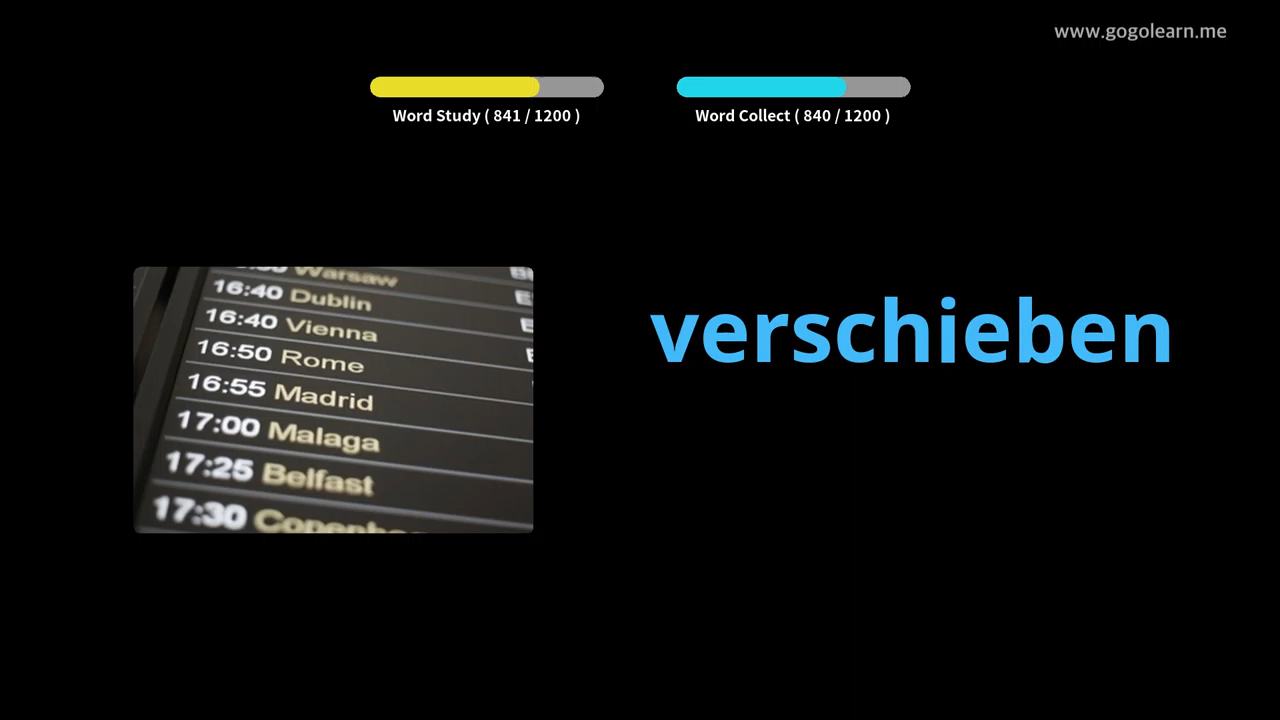 www.gogolearn.me
Word Study ( 841 / 1200 )
Word Collect ( 840 / 1200 )
verschieben
Warsaw
16:40 Dublin
16:40 Vienna
16:50 Rome
16:55 Madrid
17:00 Malaga
17:25 Belfast
17:30